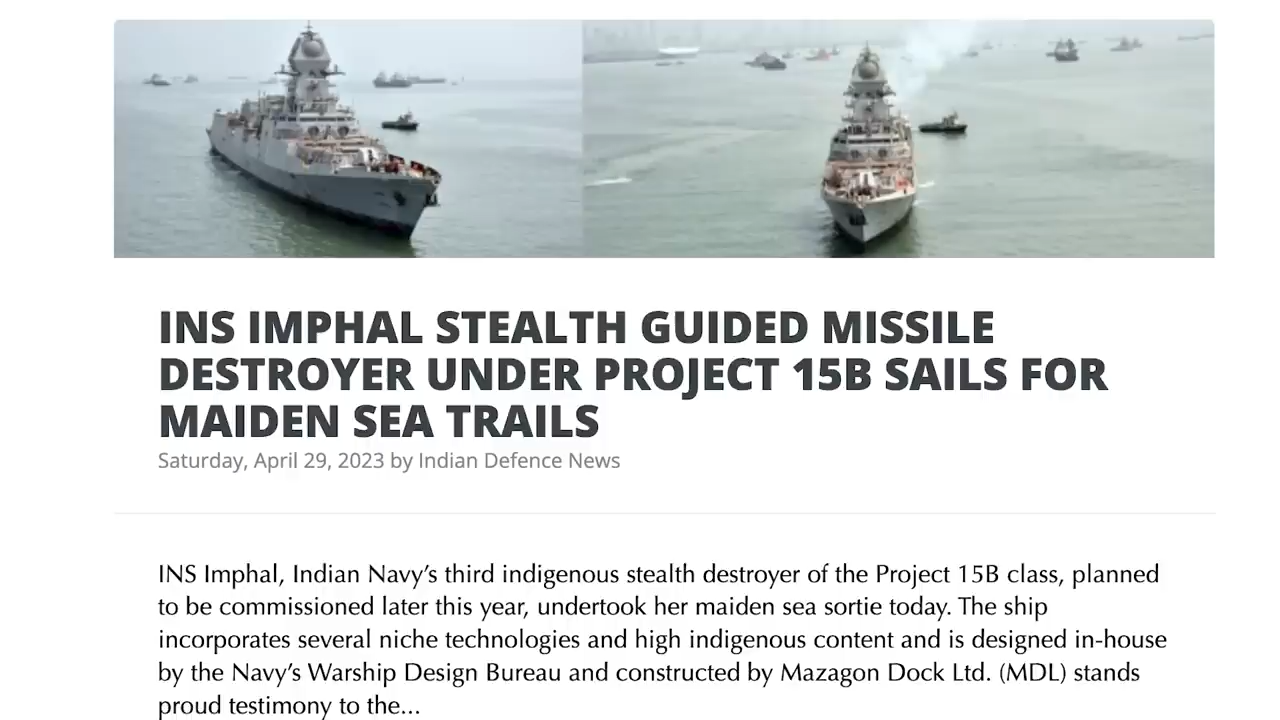 INS IMPHAL STEALTH GUIDED MISSILE
DESTROYER UNDER PROJECT 15B SAILS FOR
MAIDEN SEA TRAILS
Saturday, April 29, 2023 by Indian Defence News
INS Imphal, Indian Navy’s third indigenous stealth destroyer of the Project 15B class, planned
to be commissioned later this year, undertook her maiden sea sortie today. The ship
incorporates several niche technologies and high indigenous content and is designed in-house
by the Navy’s Warship Design Bureau and constructed by Mazagon Dock Ltd. (MDL) stands
proud testimony to the...